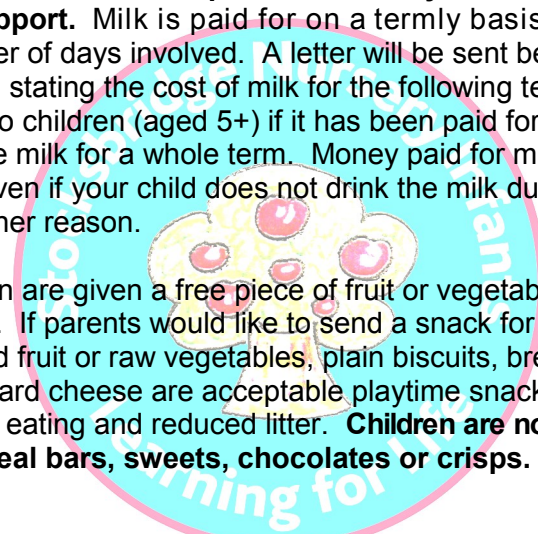 pport. Milk is paid for on a termly basis
er of days involved. A letter will be sent be
stating the cost of milk for the following te
o children (aged 5+) if it has been paid for
e milk for a whole term. Money paid for m
ven if your child does not drink the milk du
her reason.
n are given a free piece of fruit or vegetab
. If parents would like to send a snack for
d fruit or raw vegetables, plain biscuits, bre
ard cheese are acceptable playtime snack
eating and reduced litter. Children are no
eal bars, sweets, chocolates or crisps.
Stocksbridge Nursery Infants
Learning for Life